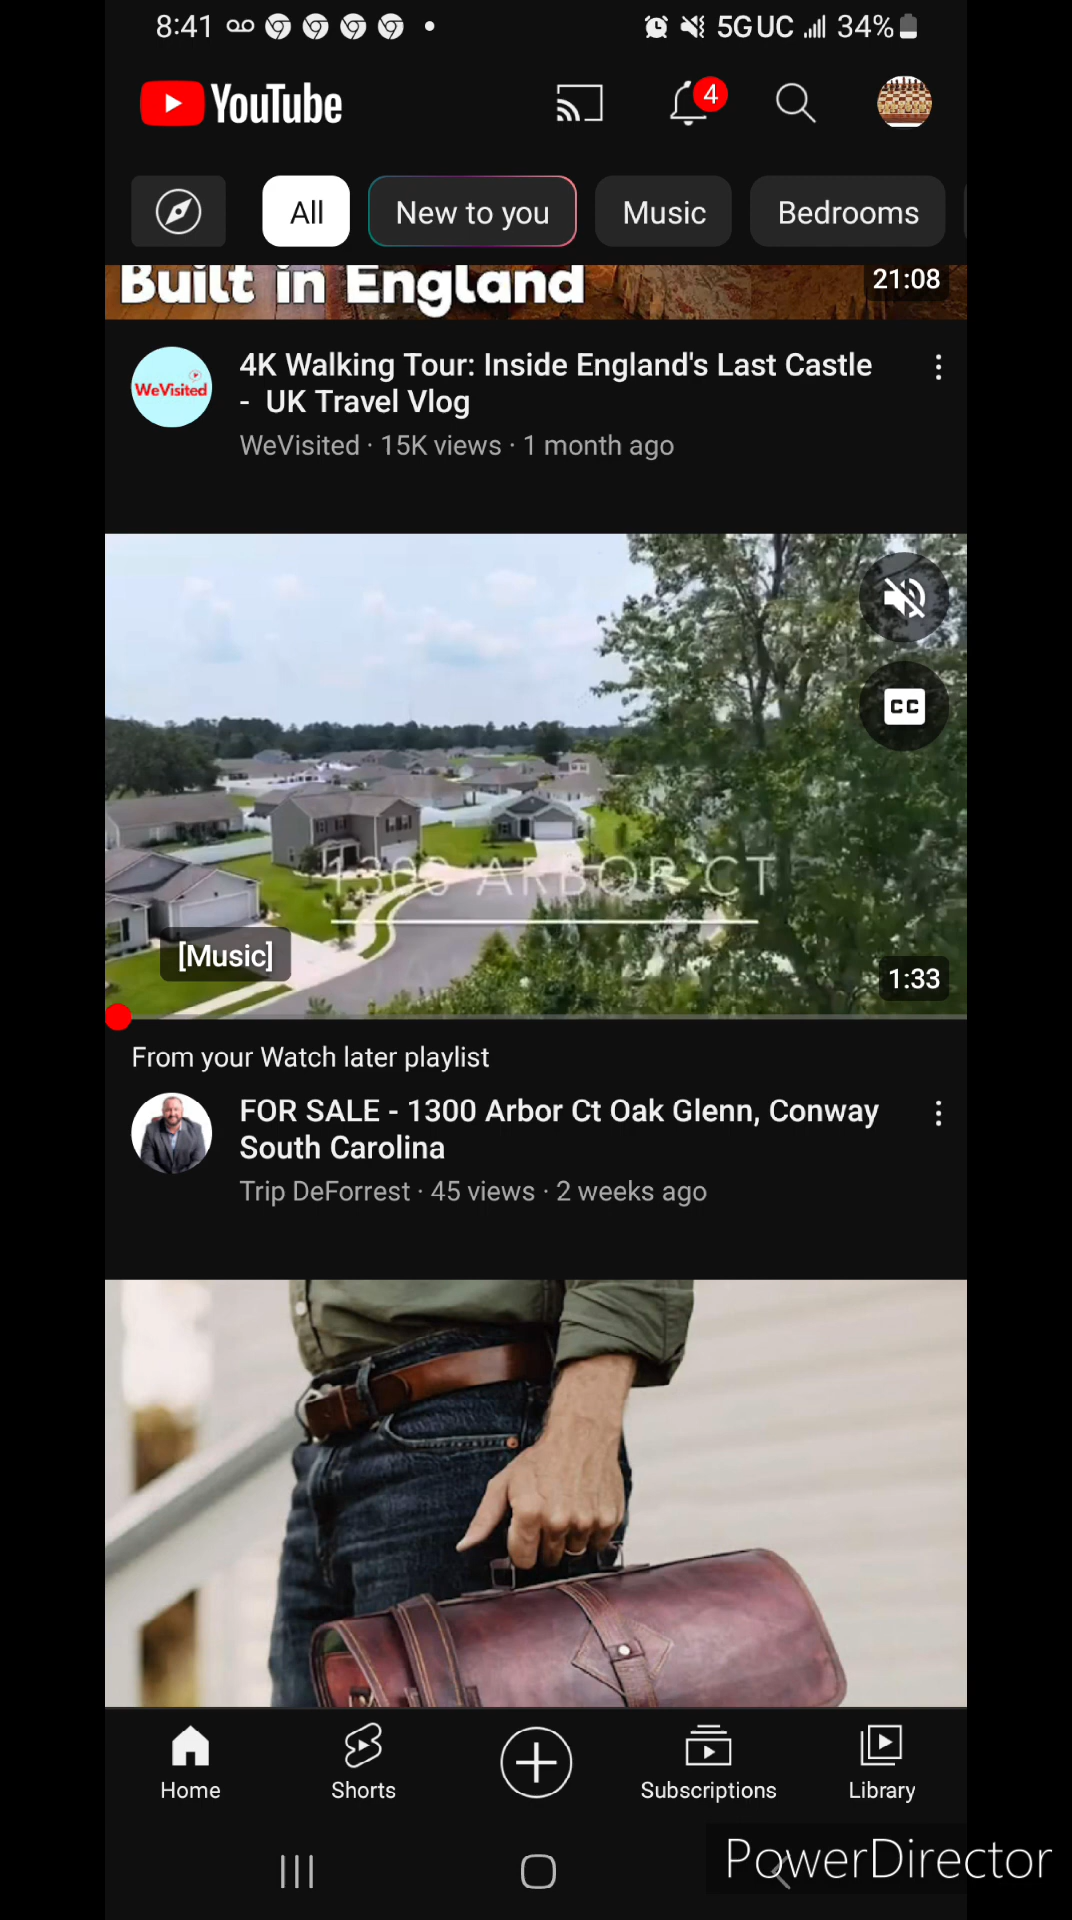 8:41
5G UC
34%
YouTube
4
All
New to you
Music
Bedrooms
Built in England
21:08
WeVisited
4K Walking Tour: Inside England's Last Castle
- UK Travel Vlog
WeVisited · 15K views · 1 month ago
CC
1300 ARBOR CT
[Music]
1:33
From your Watch later playlist
FOR SALE - 1300 Arbor Ct Oak Glenn, Conway
South Carolina
Trip DeForrest · 45 views · 2 weeks ago
Home
Shorts
Subscriptions
Library
PowerDirector